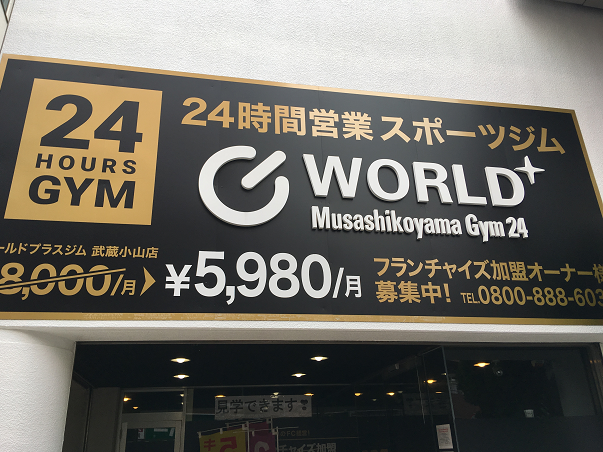 24
HOURS
GYM
24時間営業 スポーツジム
WORLD+
Musashikoyama Gym 24
ールドプラスジム 武蔵小山店
8,000/月 ¥5,980/月
フランチャイズ加盟オーナー様
募集中! TEL.0800-888-603
見学できます